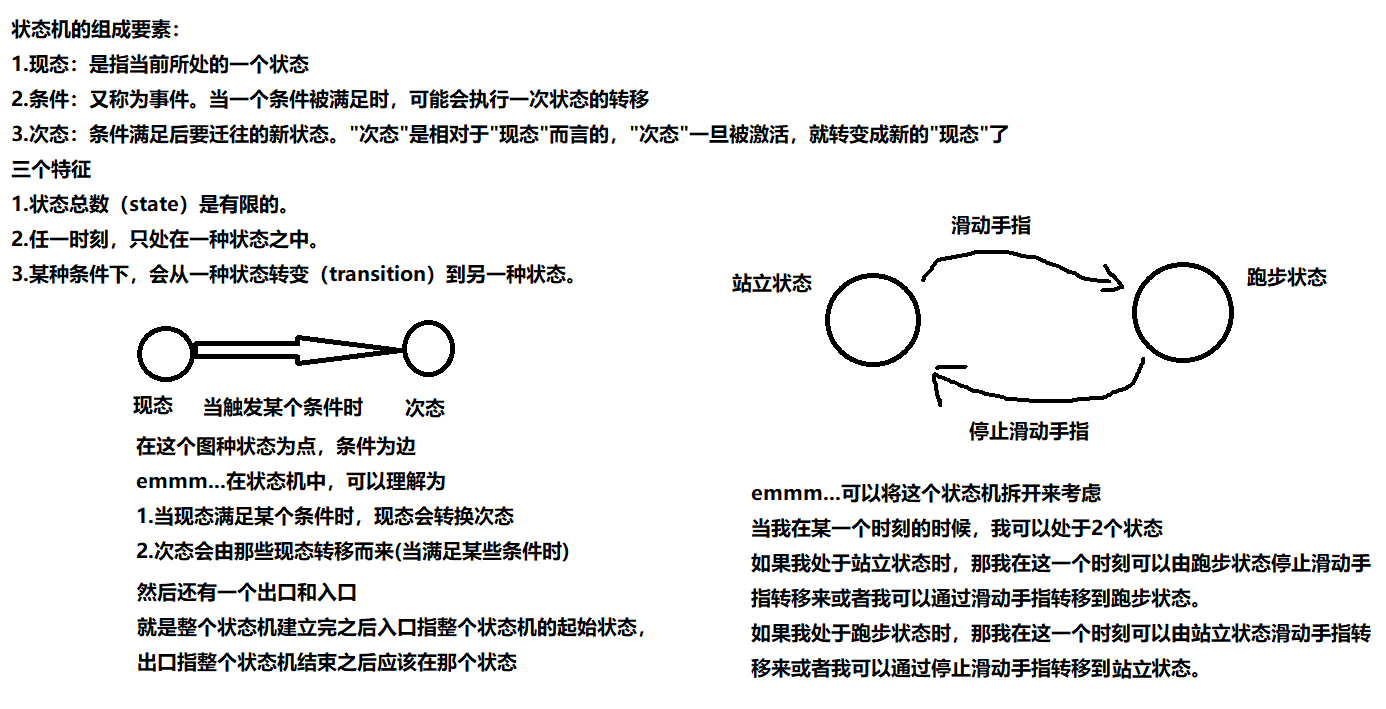 状态机的组成要素：
1.现态：是指当前所处的一个状态
2.条件：又称为事件。当一个条件被满足时，可能会执行一次状态的转移
3.次态：条件满足后要迁往的新状态。"次态"是相对于"现态"而言的，"次态"一旦被激活，就转变成新的"现态"了
三个特征
1.状态总数（state）是有限的。
2.任一时刻，只处在一种状态之中。
3.某种条件下，会从一种状态转变（transition）到另一种状态。
现态
当触发某个条件时
次态
在这个图种状态为点，条件为边
emmm...在状态机中，可以理解为
1.当现态满足某个条件时，现态会转换次态
2.次态会由那些现态转移而来(当满足某些条件时)
然后还有一个出口和入口
就是整个状态机建立完之后入口指整个状态机的起始状态，
出口指整个状态机结束之后应该在那个状态
滑动手指
站立状态
跑步状态
停止滑动手指
emmm...可以将这个状态机拆开来考虑
当我在某一个时刻的时候，我可以处于2个状态
如果我处于站立状态时，那我在这一个时刻可以由跑步状态停止滑动手
指转移来或者我可以通过滑动手指转移到跑步状态。
如果我处于跑步状态时，那我在这一个时刻可以由站立状态滑动手指转
移来或者我可以通过停止滑动手指转移到站立状态。